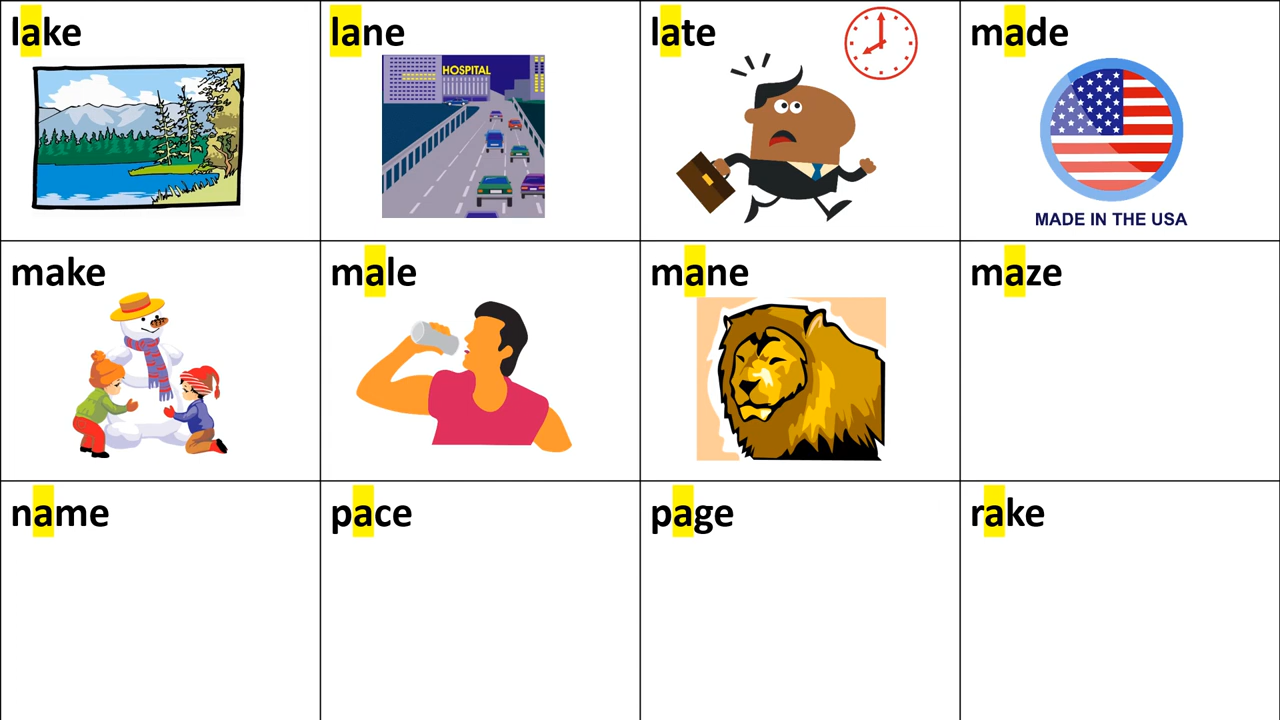 lake
lane
HOSPITAL
late
made
MADE IN THE USA
make
male
mane
maze
name
pace
page
rake